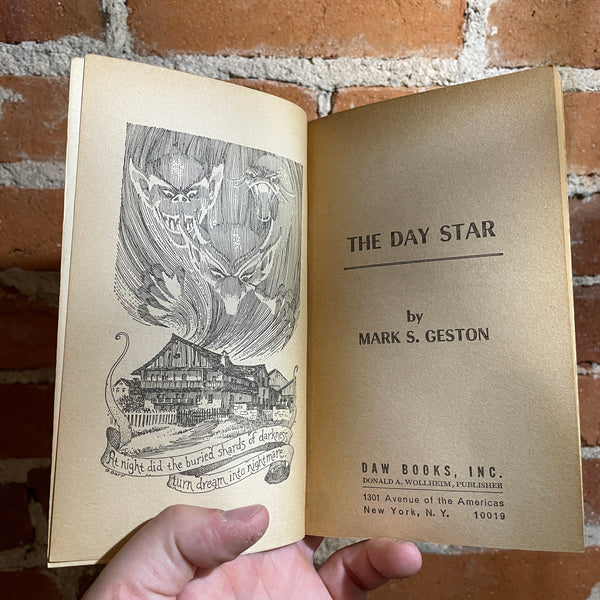 At night did the buried shards of darkness
turn dream into nightmare.
© BARR
THE DAY STAR
by
MARK S. GESTON
DAW BOOKS, INC.
DONALD A. WOLLHEIM, PUBLISHER
1301 Avenue of the Americas
New York, N. Y. 10019